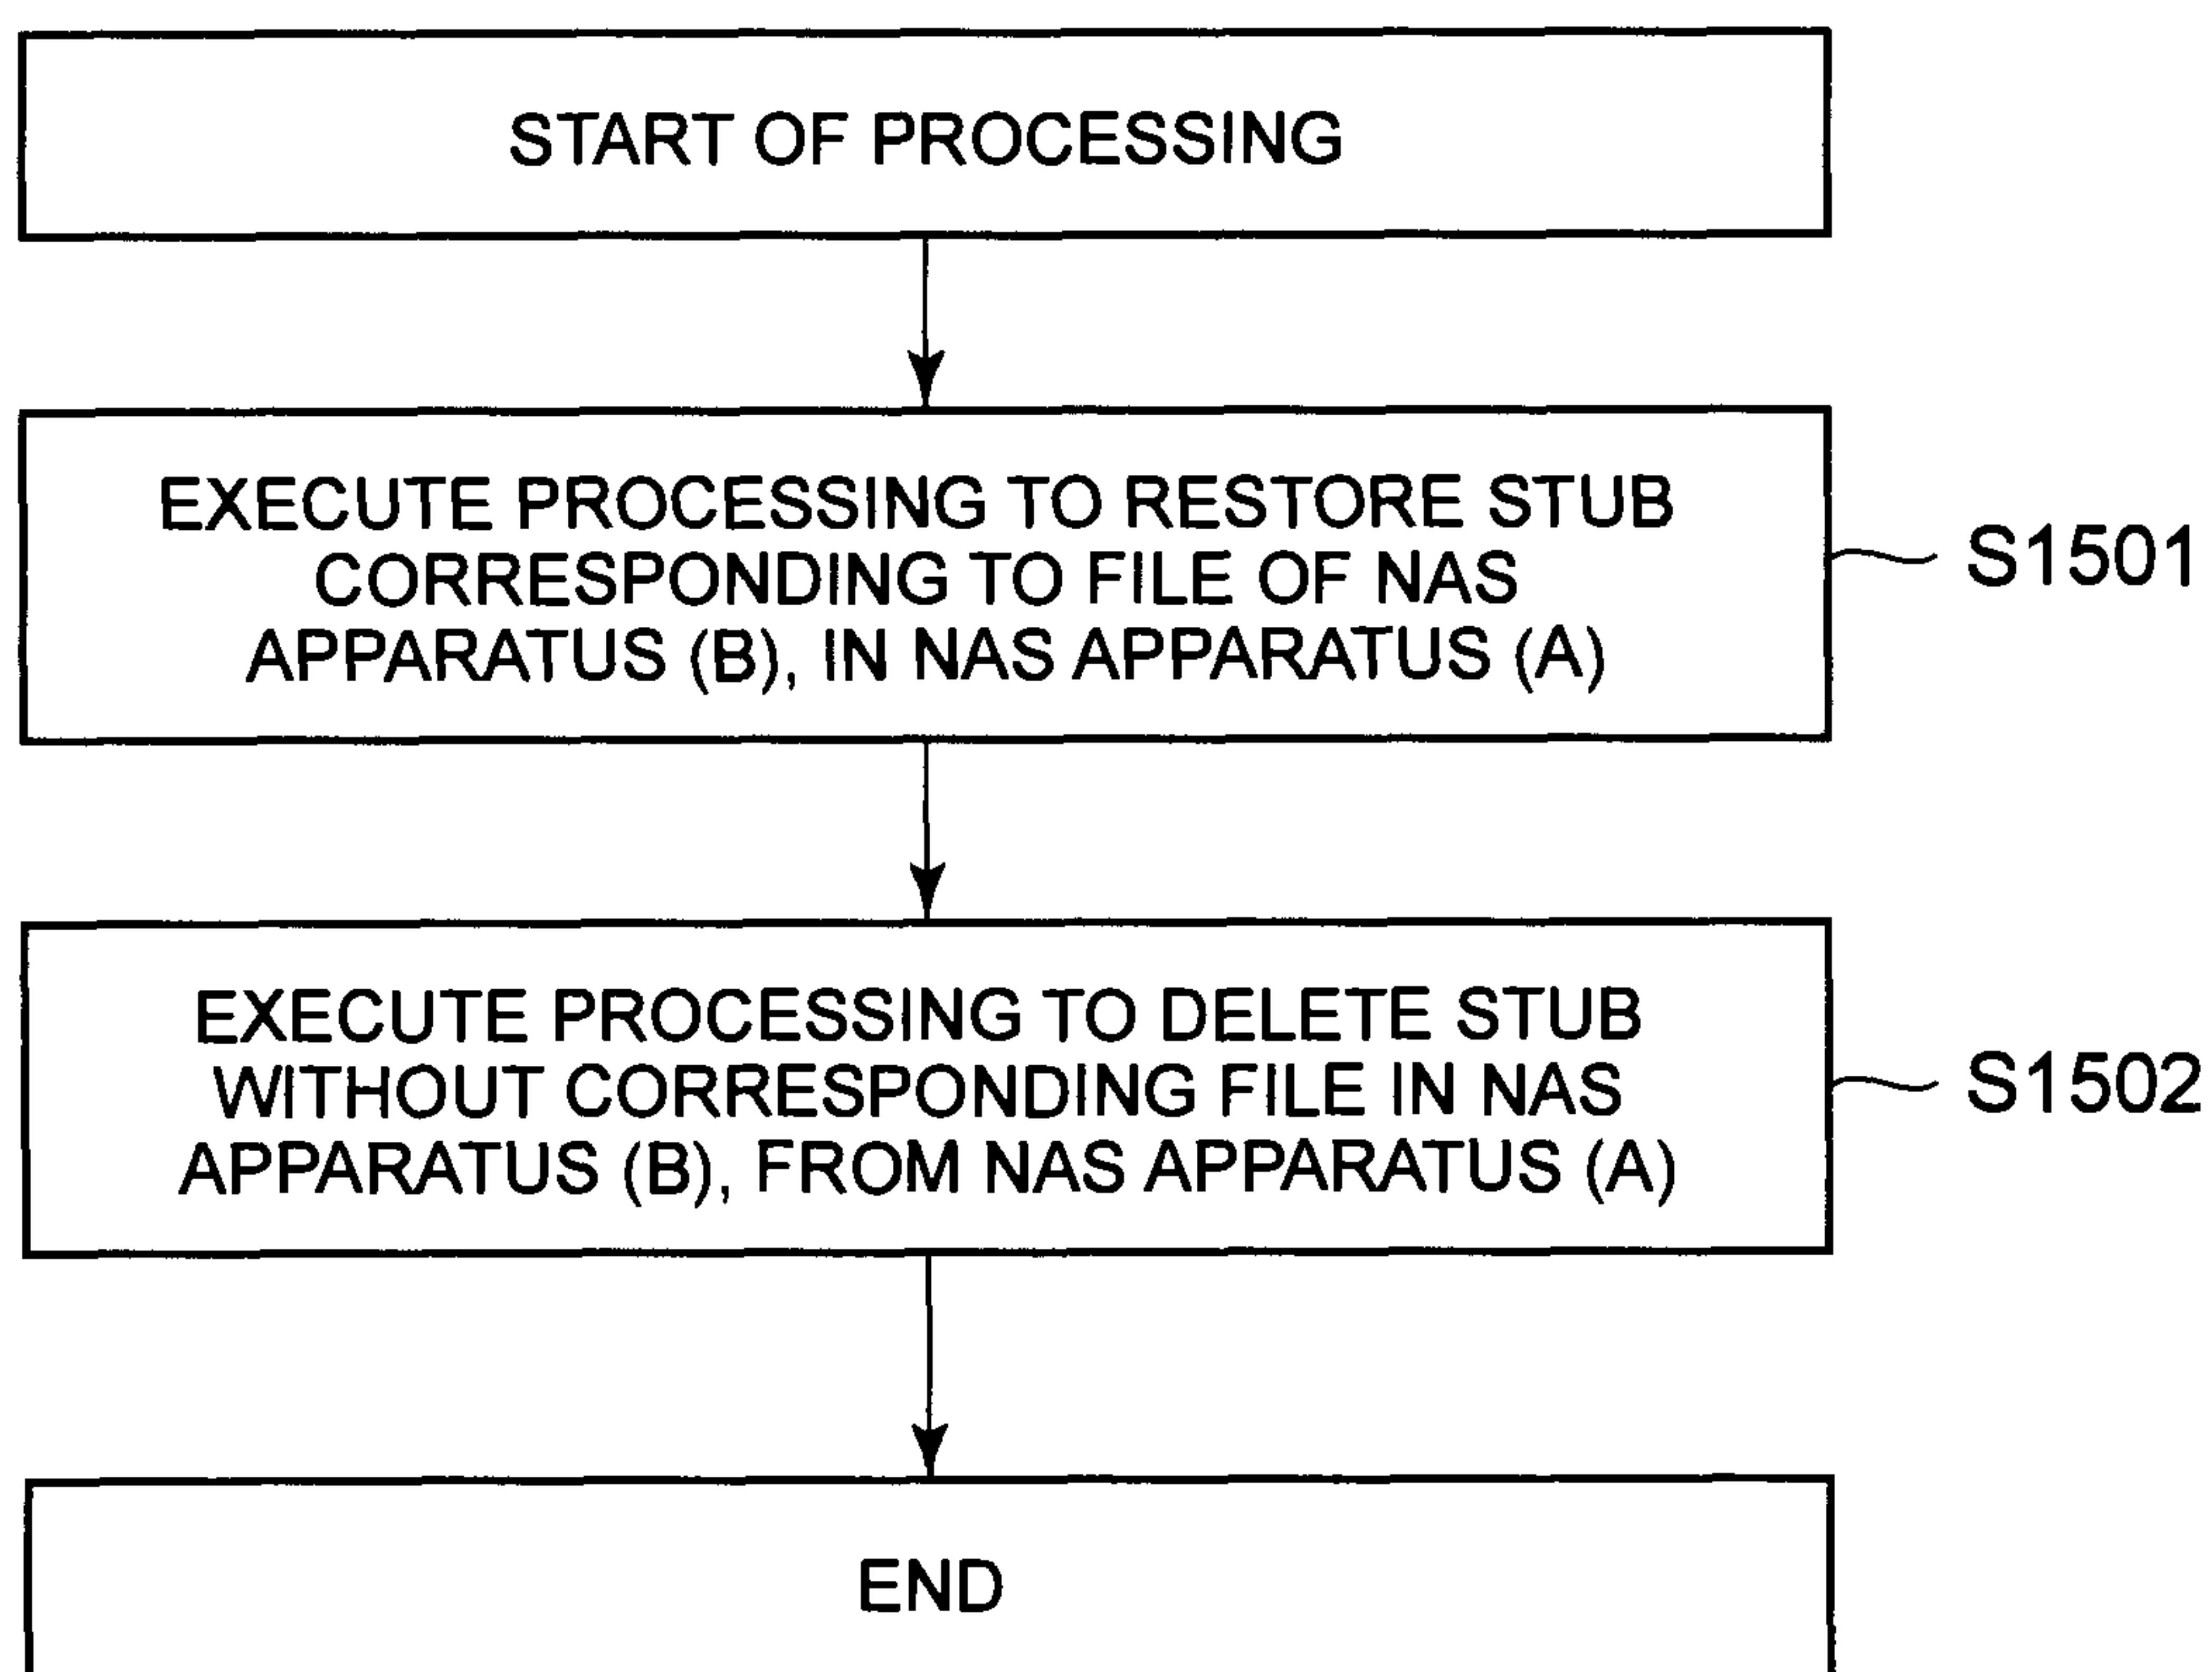 START OF PROCESSING
EXECUTE PROCESSING TO RESTORE STUB
CORRESPONDING TO FILE OF NAS
APPARATUS (B), IN NAS APPARATUS (A)
S1501
EXECUTE PROCESSING TO DELETE STUB
WITHOUT CORRESPONDING FILE IN NAS
APPARATUS (B), FROM NAS APPARATUS (A)
S1502
END